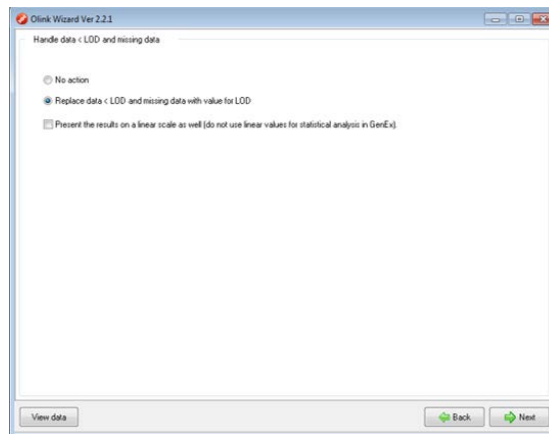 Olink Wizard Ver 2.2.1
Handle data < LOD and missing data
No action
Replace data < LOD and missing data with value for LOD
Present the results on a linear scale as well (do not use linear values for statistical analysis in GenEx).
View data
Back
Next